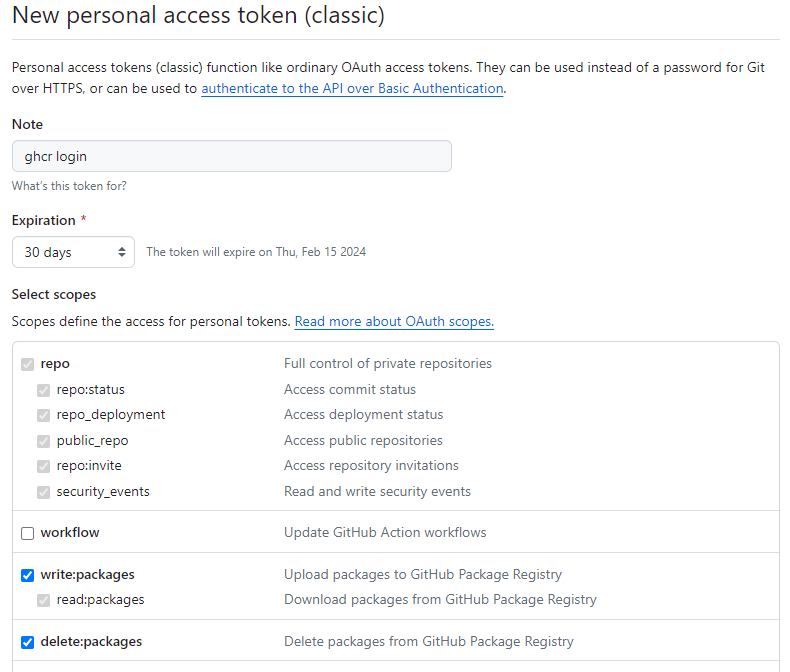 New personal access token (classic)
Personal access tokens (classic) function like ordinary OAuth access tokens. They can be used instead of a password for Git
over HTTPS, or can be used to authenticate to the API over Basic Authentication.
Note
ghcr login
What's this token for?
Expiration *
30 days The token will expire on Thu, Feb 15 2024
Select scopes
Scopes define the access for personal tokens. Read more about OAuth scopes.
repo Full control of private repositories
repo:status Access commit status
repo_deployment Access deployment status
public_repo Access public repositories
repo:invite Access repository invitations
security_events Read and write security events
workflow Update GitHub Action workflows
write:packages Upload packages to GitHub Package Registry
read:packages Download packages from GitHub Package Registry
delete:packages Delete packages from GitHub Package Registry